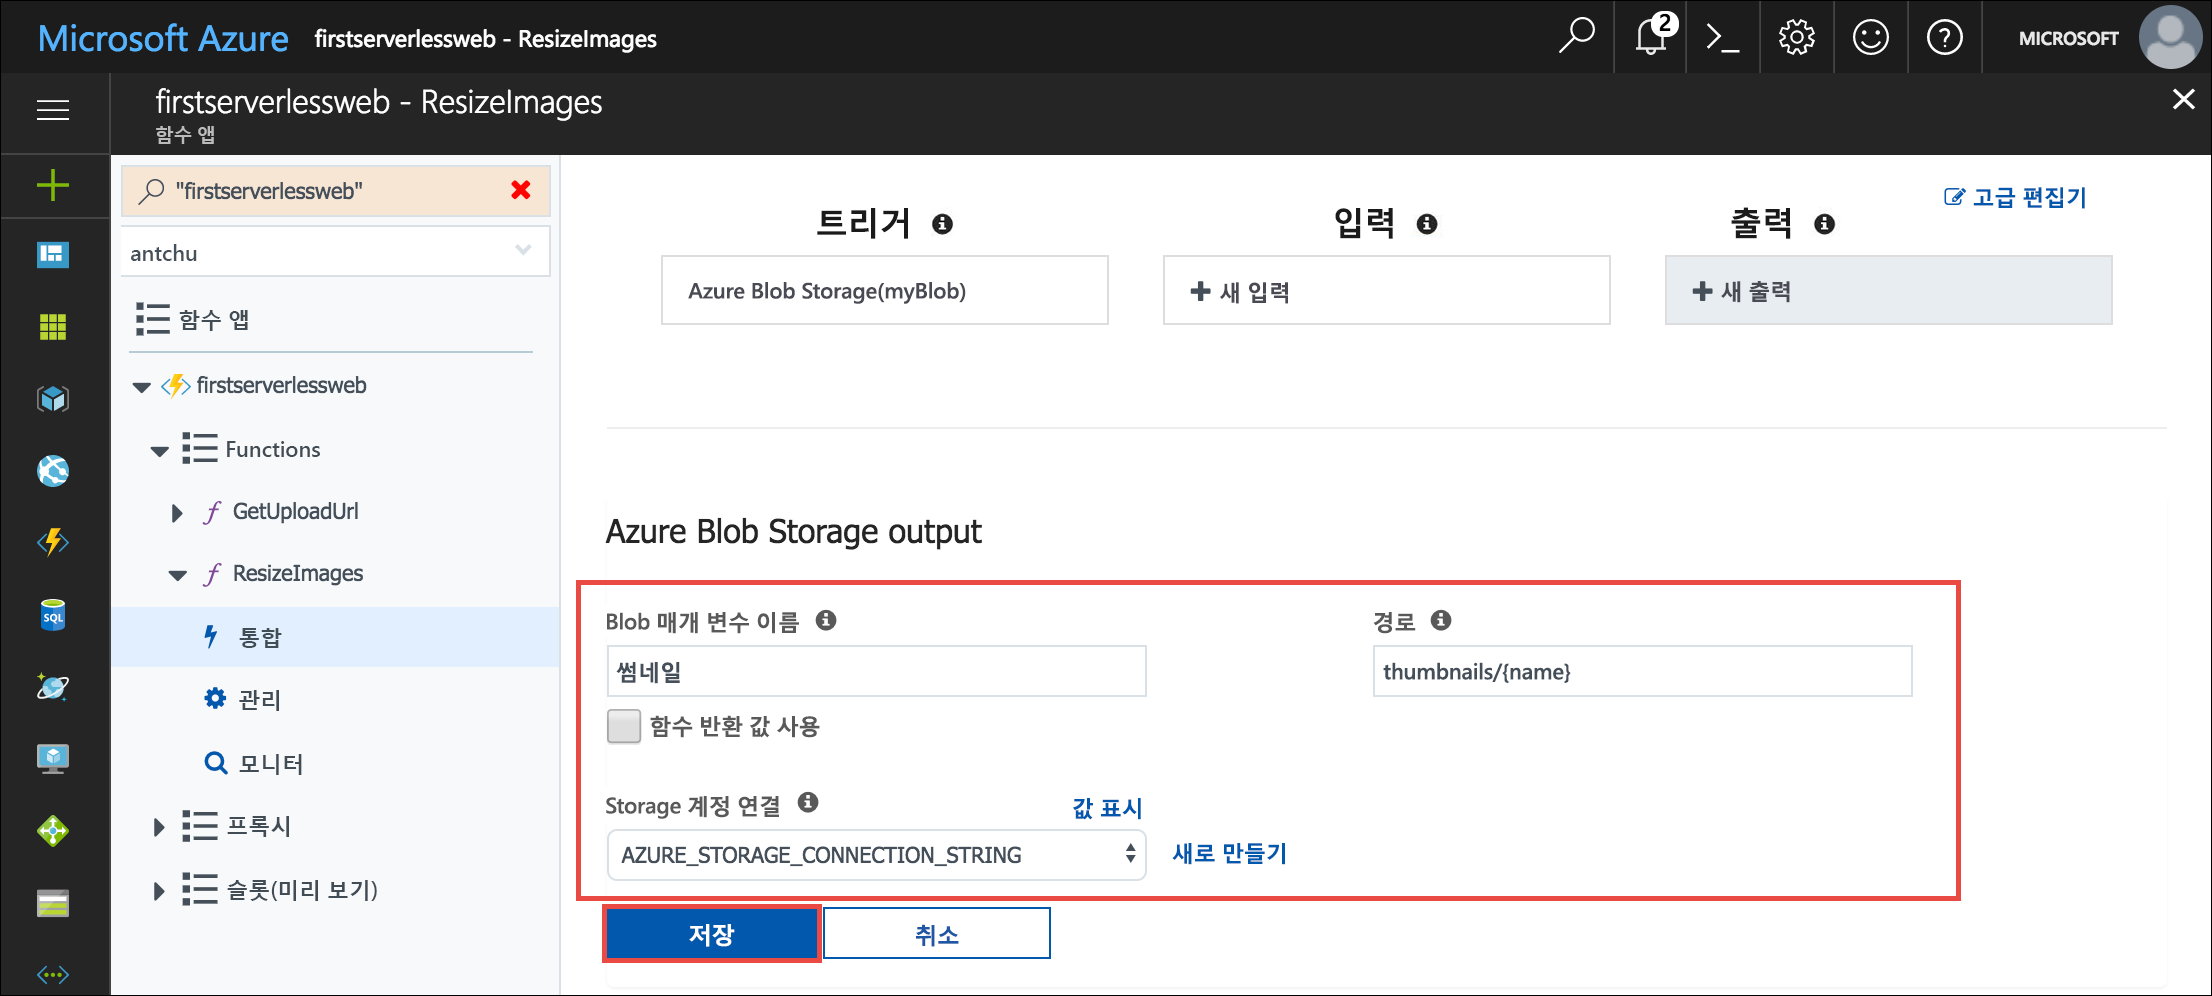 Microsoft Azure firstserverlessweb - ResizeImages 2 MICROSOFT
firstserverlessweb - ResizeImages
함수 앱
"firstserverlessweb"
antchu
함수 앱
firstserverlessweb
Functions
GetUploadUrl
ResizeImages
통합
관리
모니터
프록시
슬롯(미리 보기)
SQL
고급 편집기
트리거 입력 출력
Azure Blob Storage(myBlob) 새 입력 새 출력
Azure Blob Storage output
Blob 매개 변수 이름 경로
썸네일 thumbnails/{name}
함수 반환 값 사용
Storage 계정 연결 값 표시
AZURE_STORAGE_CONNECTION_STRING 새로 만들기
저장 취소